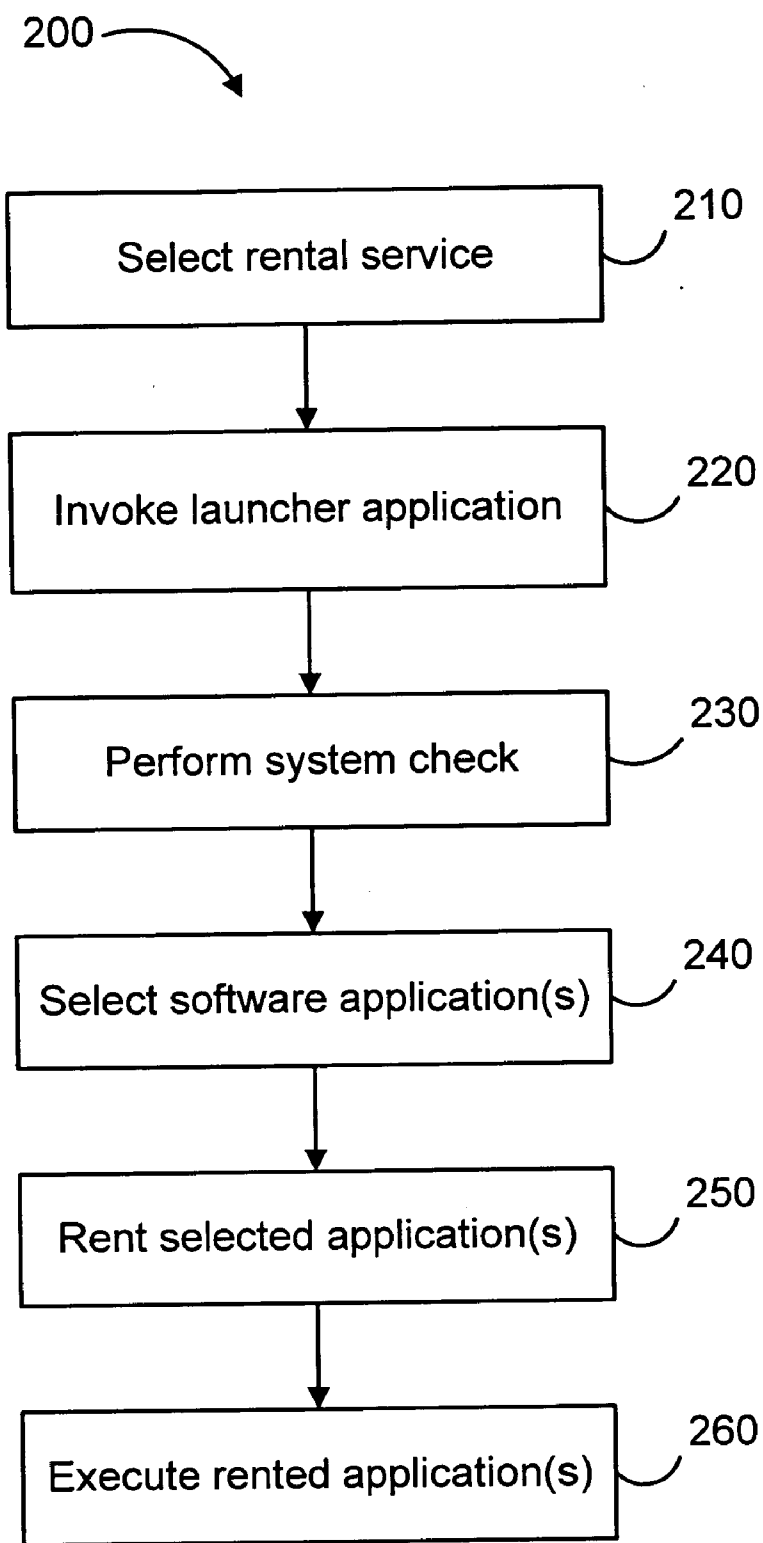 200
210
Select rental service
220
Invoke launcher application
230
Perform system check
240
Select software application(s)
250
Rent selected application(s)
260
Execute rented application(s)